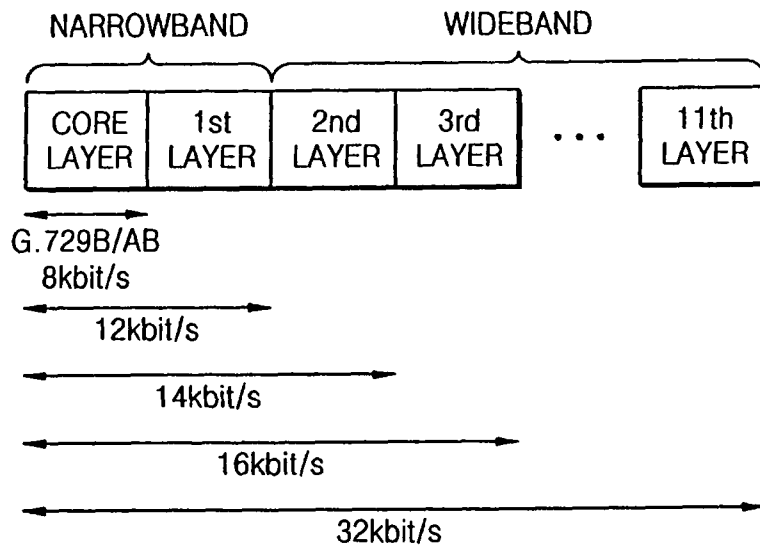 NARROWBAND WIDEBAND
CORE LAYER
1st LAYER
2nd LAYER
3rd LAYER
...
11th LAYER
G.729B/AB
8kbit/s
12kbit/s
14kbit/s
16kbit/s
32kbit/s